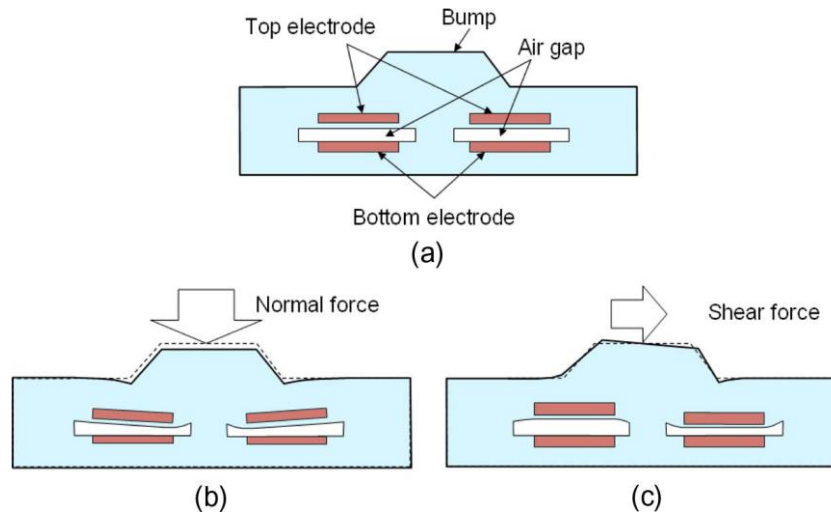 Bump
Top electrode
Air gap
Bottom electrode
(a)
Normal force
Shear force
(b)
(c)